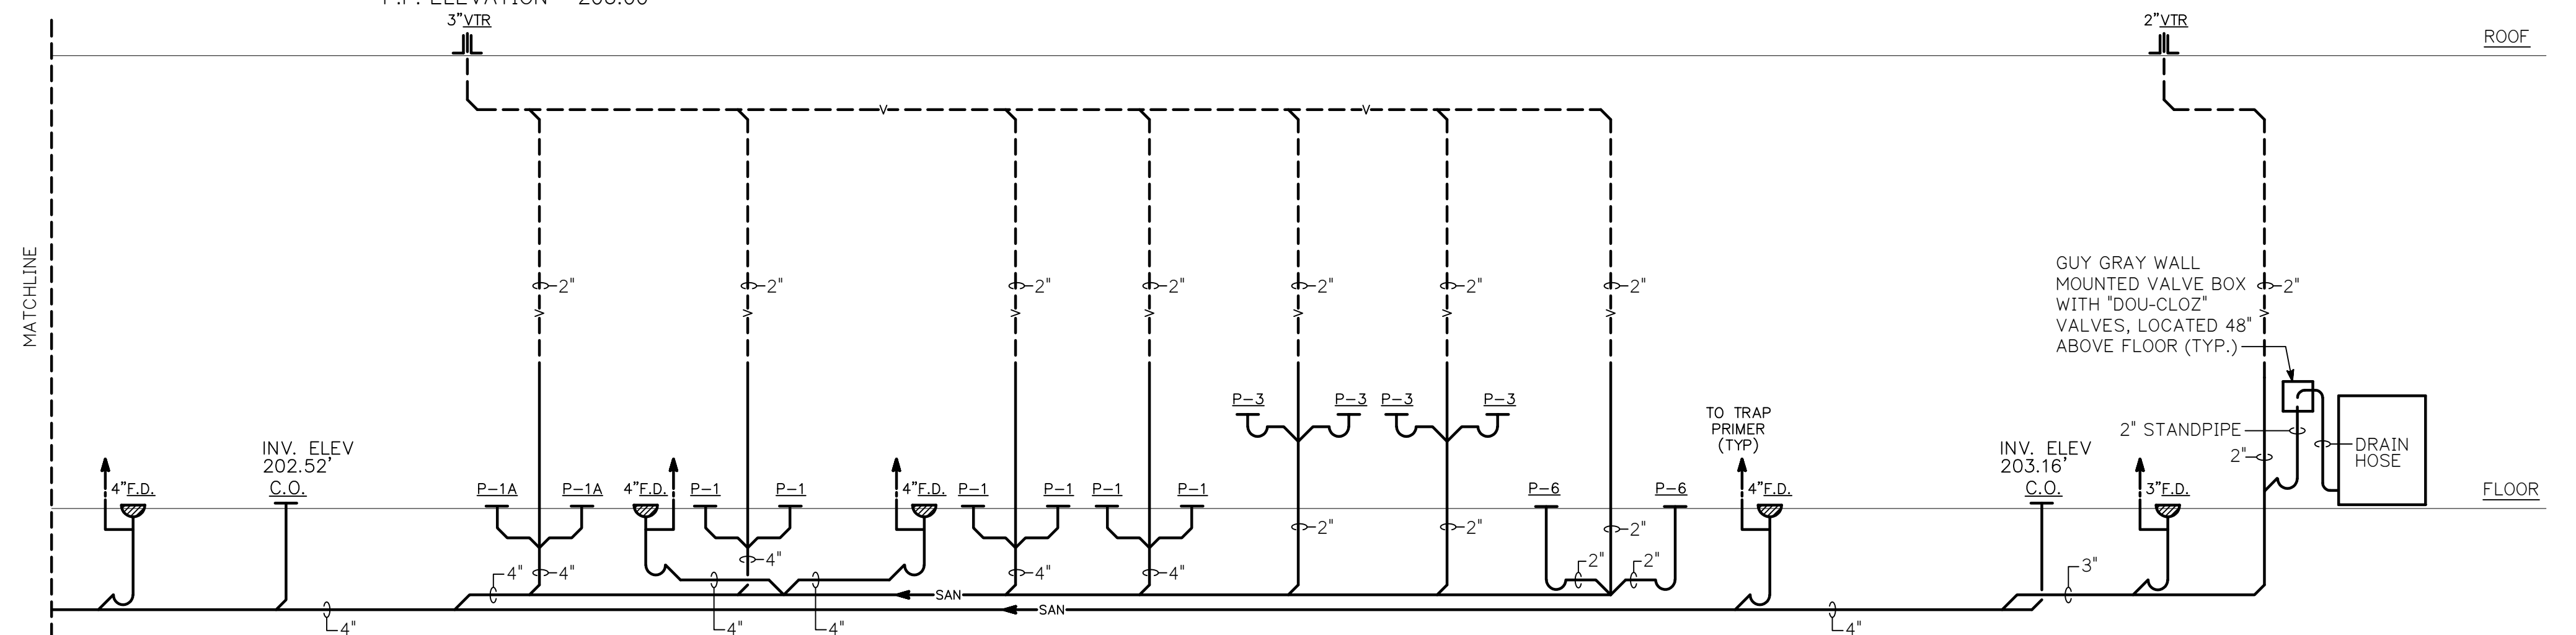 3" VTR
2" VTR
ROOF
V
V
MATCHLINE
2"
2"
2"
2"
2"
2"
2"
2"
V
V
V
V
V
V
V
V
GUY GRAY WALL
MOUNTED VALVE BOX
WITH "DOU-CLOZ"
VALVES, LOCATED 48"
ABOVE FLOOR (TYP.)
P-3
P-3
P-3
P-3
TO TRAP
PRIMER
(TYP)
2" STANDPIPE
DRAIN
HOSE
2"
INV. ELEV
202.52'
C.O.
INV. ELEV
203.16'
C.O.
4" F.D.
P-1A
P-1A
4" F.D.
P-1
P-1
4" F.D.
P-1
P-1
P-1
P-1
P-6
P-6
4" F.D.
3" F.D.
FLOOR
2"
2"
2"
4"
2"
2"
4"
4"
4"
4"
3"
SAN
SAN
4"
4"
4"
4"